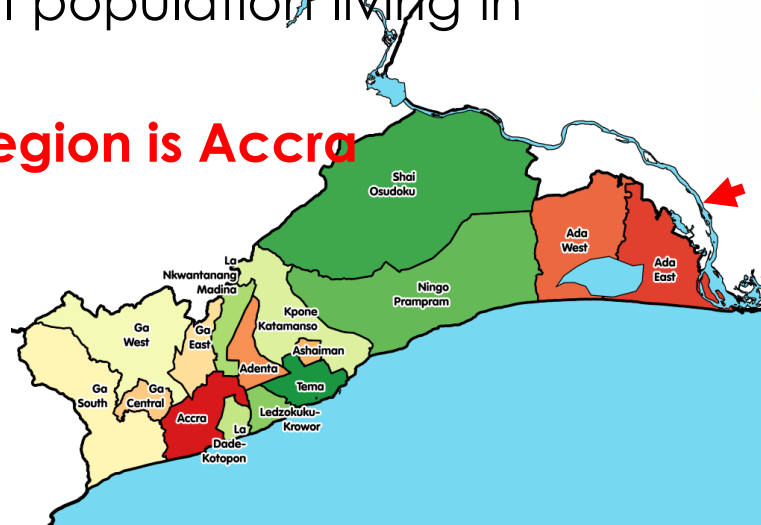 population living in
egion is Accra
Shai
Osudoku
Ada
West
Ada
East
La
Nkwantanang
Madina
Ningo
Prampram
Kpone
Katamanso
Ga
West
Ga
East
Ashaiman
Adenta
Tema
Ga
South
Ga
Central
Accra
Ledzokuku-
Krowor
La
Dade-
Kotopon